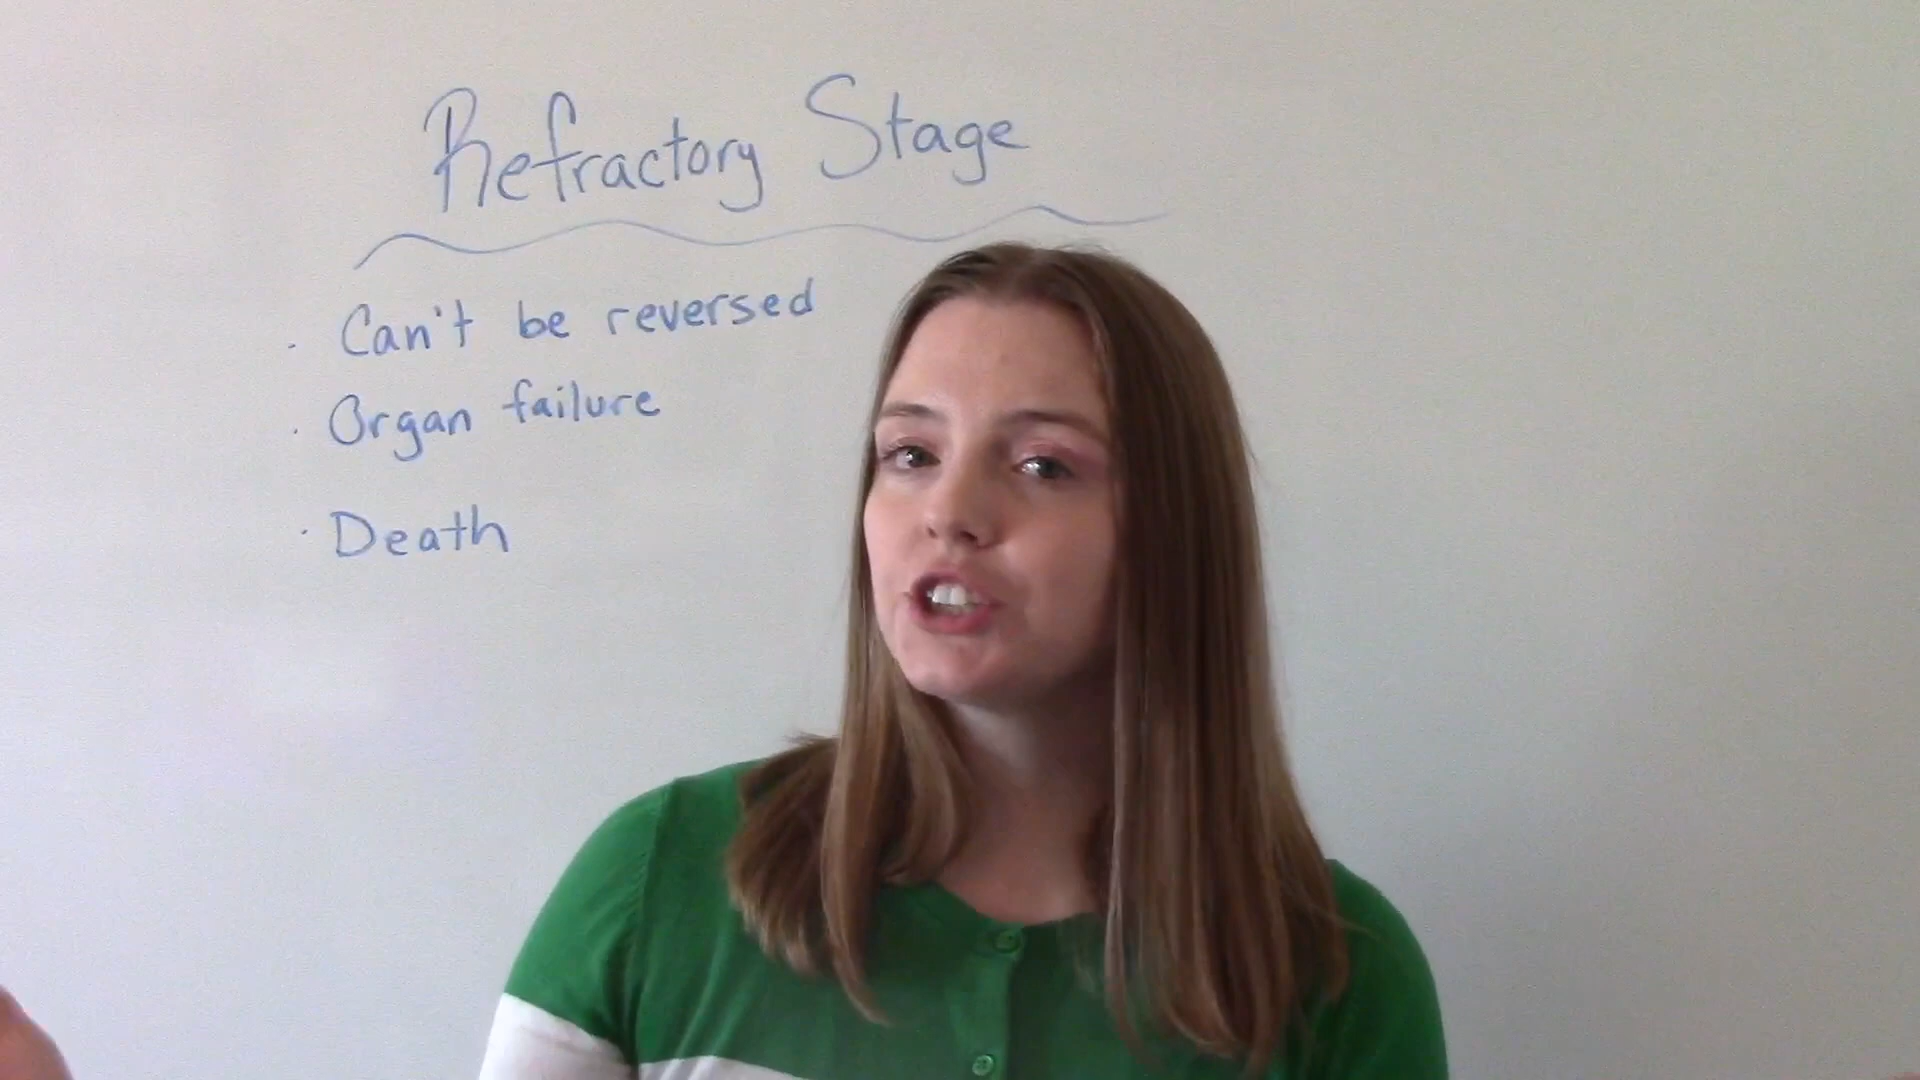 Refractory Stage
· Can't be reversed
· Organ failure
· Death